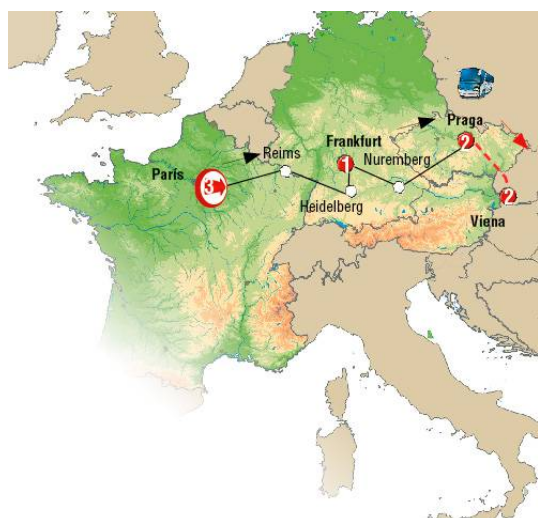 Praga
2
Frankfurt
1
Nuremberg
Reims
París
3
Heidelberg
2
Viena